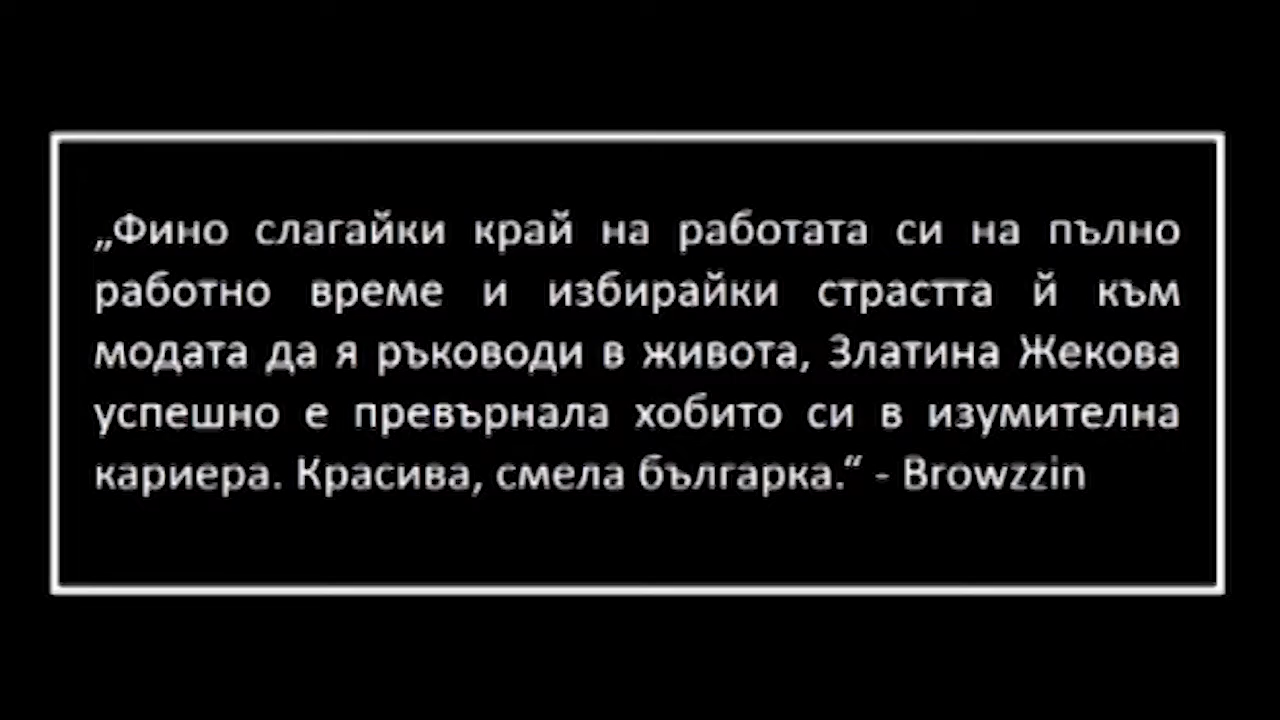 „Фино слагайки край на работата си на пълно
работно време и избирайки страстта й към
модата да я ръководи в живота, Златина Жекова
успешно е превърнала хобито си в изумителна
кариера. Красива, смела българка.“ - Browzzin